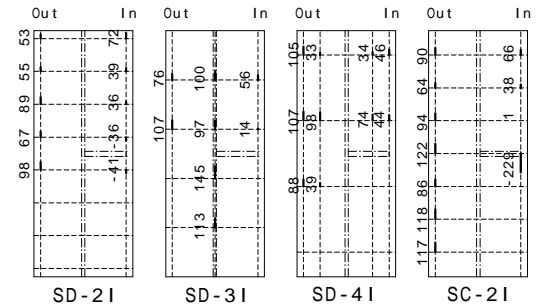 Out In Out In Out In Out In
53 72
55 39
89 36
67 -36
98 -41
SD-2I
76 100 56
107 97 14
145
113
SD-3I
105 33 34 46
107 98 74 44
88 39
SD-4I
90 66
64 38
94 1
122 -229
86
118
117
SC-2I